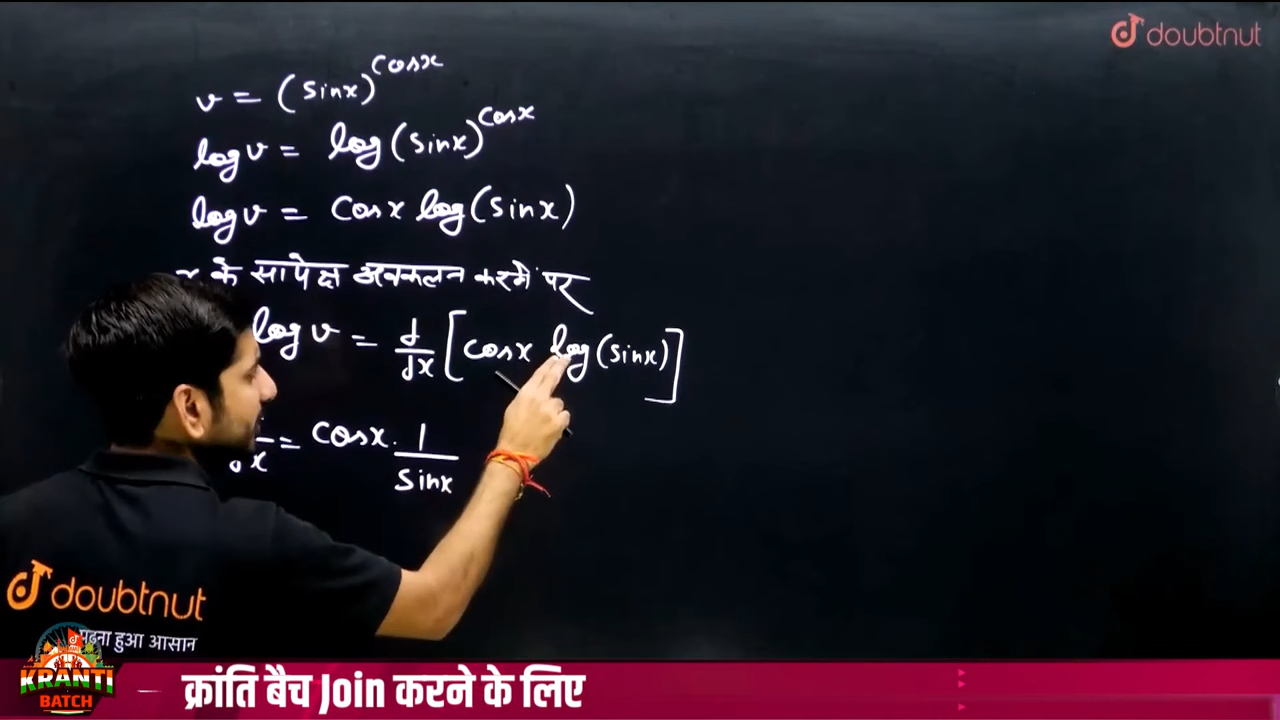 doubtnut
v = (sinx)^cosx
log v = log (sinx)^cosx
log v = cosx log (sinx)
x के सापेक्ष अवकलन करने पर
log v = d/dx [cosx log (sinx)]
x = cosx. 1/sinx
doubtnut
पढ़ना हुआ आसान
KRANTI
BATCH
क्रांति बैच Join करने के लिए